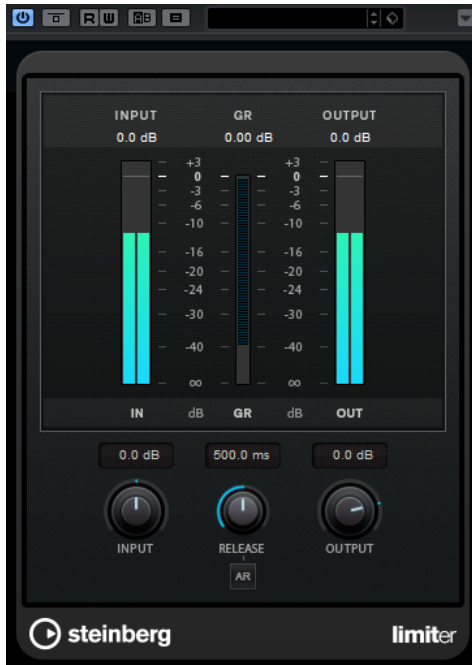 R W A B
INPUT GR OUTPUT
0.0 dB 0.00 dB 0.0 dB
+3 +3
0 0
-3 -3
-6 -6
-10 -10
-16 -16
-20 -20
-24 -24
-30 -30
-40 -40
∞ ∞
IN dB GR dB OUT
0.0 dB 500.0 ms 0.0 dB
INPUT RELEASE OUTPUT
AR
steinberg limiter